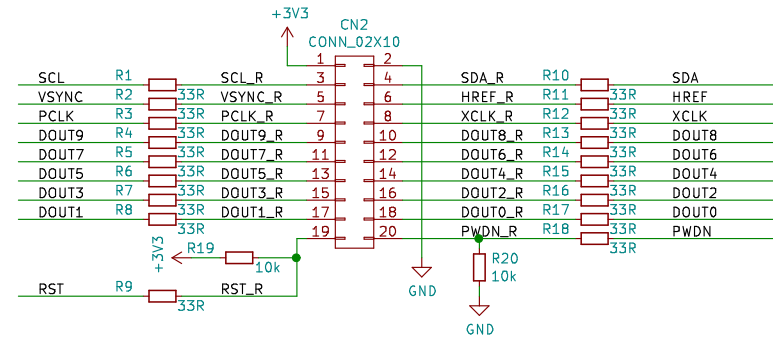 +3V3
CN2
CONN_02X10
1 2
SCL R1 33R SCL_R 3 4 SDA_R R10 33R SDA
VSYNC R2 33R VSYNC_R 5 6 HREF_R R11 33R HREF
PCLK R3 33R PCLK_R 7 8 XCLK_R R12 33R XCLK
DOUT9 R4 33R DOUT9_R 9 10 DOUT8_R R13 33R DOUT8
DOUT7 R5 33R DOUT7_R 11 12 DOUT6_R R14 33R DOUT6
DOUT5 R6 33R DOUT5_R 13 14 DOUT4_R R15 33R DOUT4
DOUT3 R7 33R DOUT3_R 15 16 DOUT2_R R16 33R DOUT2
DOUT1 R8 33R DOUT1_R 17 18 DOUT0_R R17 33R DOUT0
19 20 PWDN_R R18 33R PWDN
+3V3 R19 10k
R20
10k
GND
RST R9 33R RST_R
GND